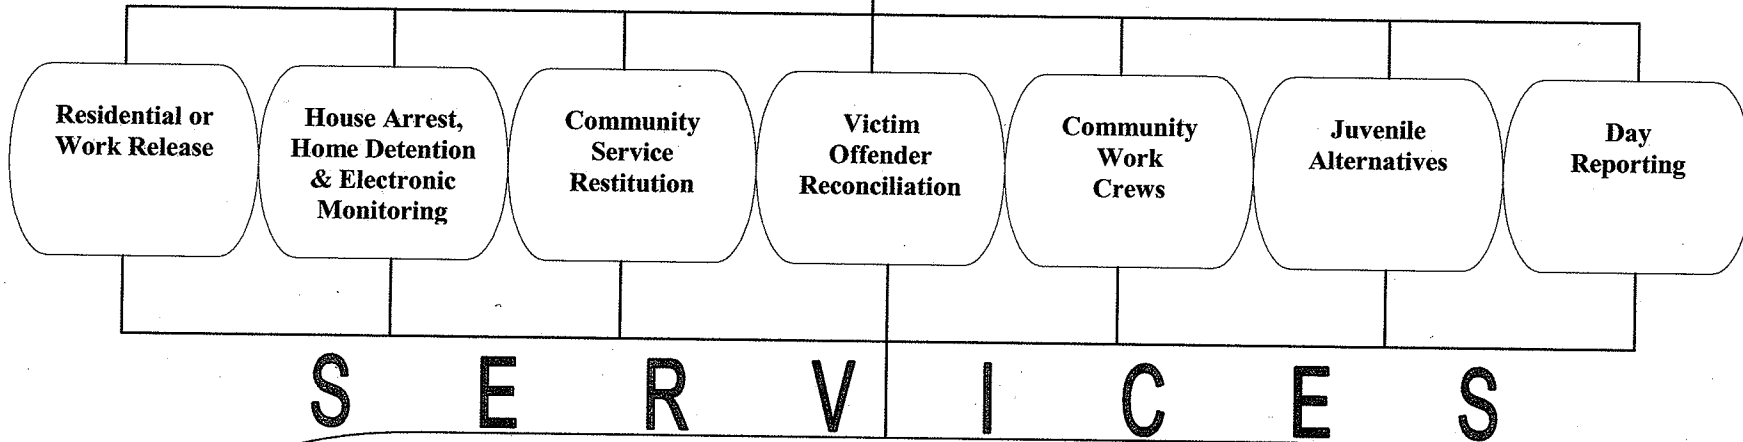 Residential or
Work Release
House Arrest,
Home Detention
& Electronic
Monitoring
Community
Service
Restitution
Victim
Offender
Reconciliation
Community
Work
Crews
Juvenile
Alternatives
Day
Reporting
S E R V I C E S